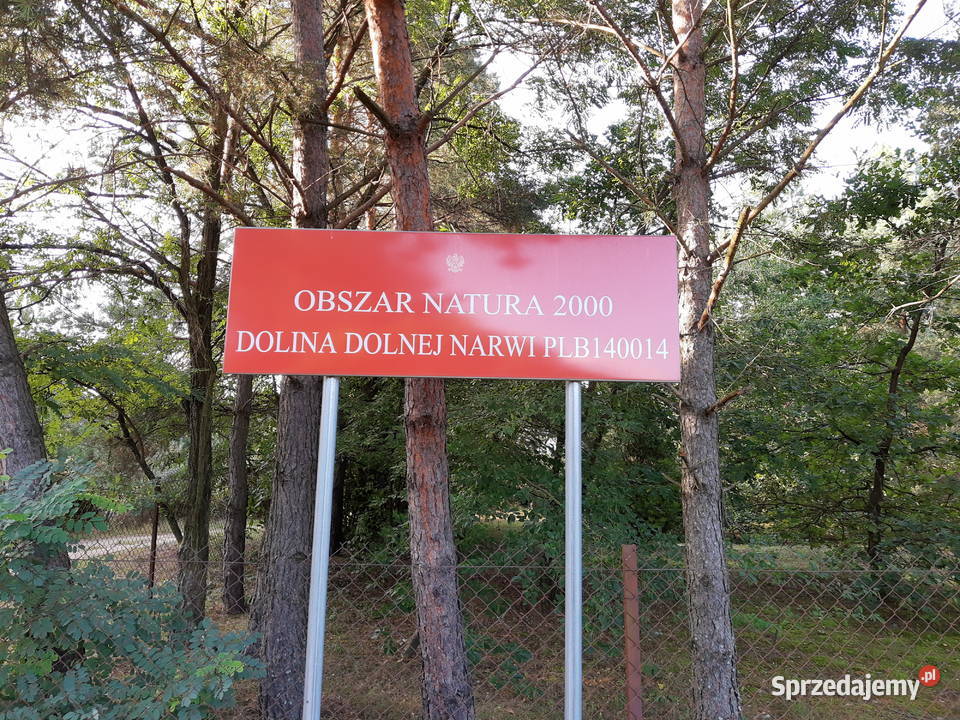 OBSZAR NATURA 2000
DOLINA DOLNEJ NARWI PLB140014
Sprzedajemy.pl